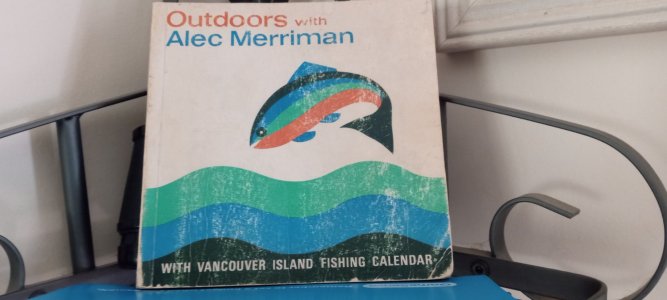 Outdoors with
Alec Merriman
WITH VANCOUVER ISLAND FISHING CALENDAR